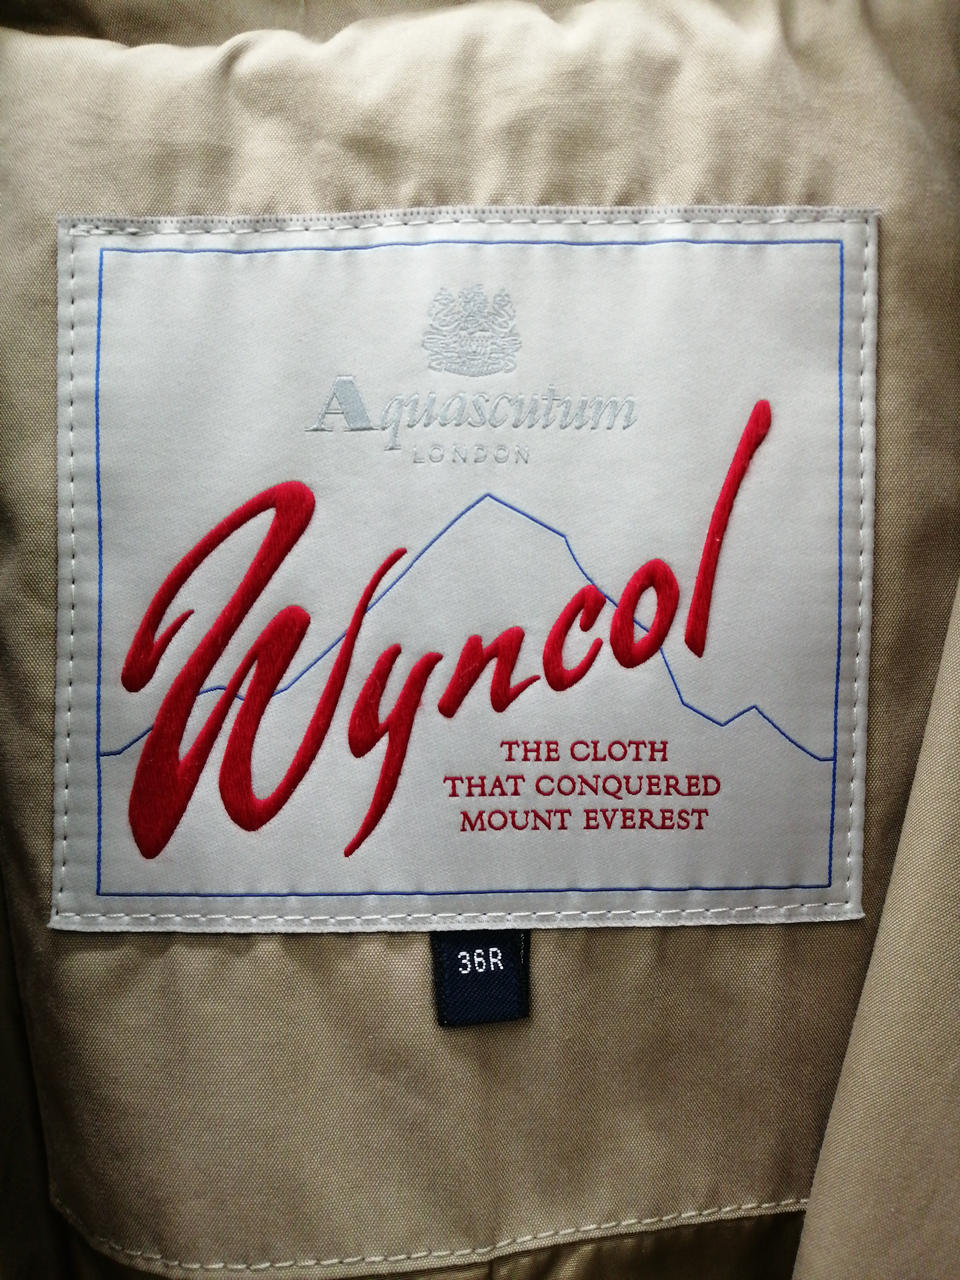 Aquascutum
LONDON
Wyncol
THE CLOTH
THAT CONQUERED
MOUNT EVEREST
36R